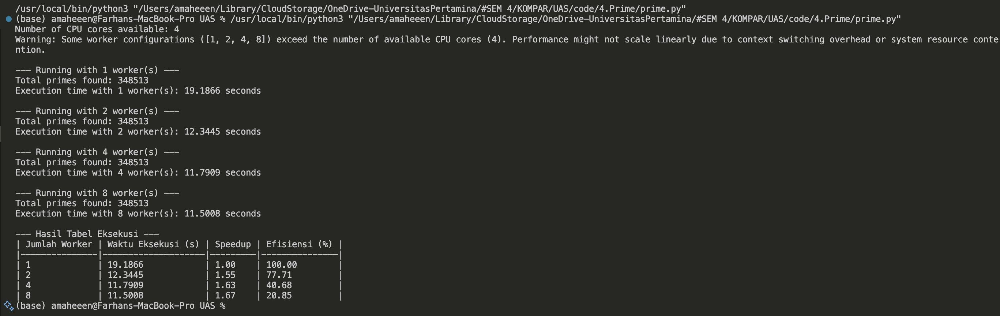 /usr/local/bin/python3 "/Users/amaheeen/Library/CloudStorage/OneDrive-UniversitasPertamina/#SEM 4/KOMPAR/UAS/code/4.Prime/prime.py"
(base) amaheeen@Farhans-MacBook-Pro UAS % /usr/local/bin/python3 "/Users/amaheeen/Library/CloudStorage/OneDrive-UniversitasPertamina/#SEM 4/KOMPAR/UAS/code/4.Prime/prime.py"
Number of CPU cores available: 4
Warning: Some worker configurations ([1, 2, 4, 8]) exceed the number of available CPU cores (4). Performance might not scale linearly due to context switching overhead or system resource conte
ntion.
--- Running with 1 worker(s) ---
Total primes found: 348513
Execution time with 1 worker(s): 19.1866 seconds
--- Running with 2 worker(s) ---
Total primes found: 348513
Execution time with 2 worker(s): 12.3445 seconds
--- Running with 4 worker(s) ---
Total primes found: 348513
Execution time with 4 worker(s): 11.7909 seconds
--- Running with 8 worker(s) ---
Total primes found: 348513
Execution time with 8 worker(s): 11.5008 seconds
--- Hasil Tabel Eksekusi ---
| Jumlah Worker | Waktu Eksekusi (s) | Speedup | Efisiensi (%) |
|---------------|--------------------|---------|---------------|
| 1 | 19.1866 | 1.00 | 100.00 |
| 2 | 12.3445 | 1.55 | 77.71 |
| 4 | 11.7909 | 1.63 | 40.68 |
| 8 | 11.5008 | 1.67 | 20.85 |
(base) amaheeen@Farhans-MacBook-Pro UAS %